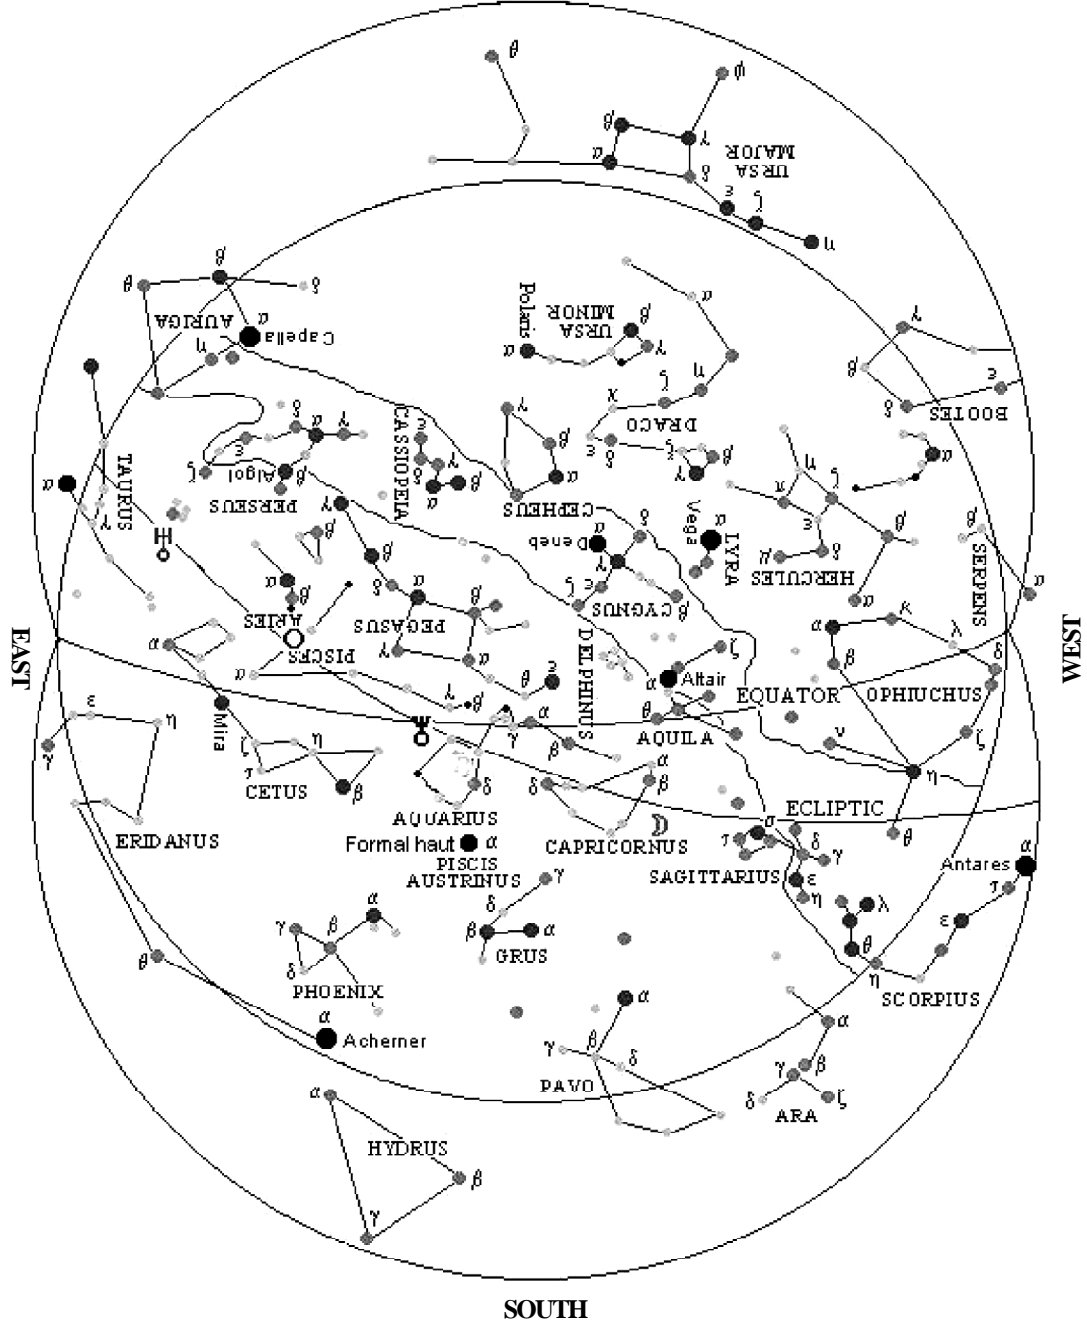 θ
φ
β
γ
α
δ
URSA
MAJOR
ε
ζ
η
θ
β
δ
AURIGA
α
Capella
η
Polaris
α
URSA
MINOR
β
γ
α
η
ζ
χ
DRACO
ε
δ
ξ
β
γ
γ
β
ε
δ
BOOTES
CASSIOPEIA
ε
γ
δ
α
β
γ
β
α
CEPHEUS
δ
α
γ
ε
Algol
β
ζ
PERSEUS
TAURUS
α
γ
γ
β
δ
β
α
β
ARIES
α
β
PEGASUS
γ
α
θ
ε
α
Deneb
δ
γ
ε
ζ
β
CYGNUS
Vega
α
LYRA
η
π
ζ
ε
β
δ
μ
HERCULES
α
α
SERPENS
α
κ
α
λ
β
δ
EAST
WEST
α
PISCES
α
γ
β
DELPHINUS
ζ
α
Altair
θ
AQUILA
EQUATOR
OPHIUCHUS
ν
ζ
η
θ
ε
γ
η
Mira
ζ
τ
η
β
CETUS
γ
α
β
δ
AQUARIUS
α
β
δ
CAPRICORNUS
ECLIPTIC
σ
τ
δ
γ
SAGITTARIUS
ε
η
ERIDANUS
Formal haut
α
PISCIS
AUSTRINUS
Antares
α
τ
λ
ε
θ
η
SCORPIUS
γ
δ
β
α
GRUS
α
γ
β
δ
PHOENIX
θ
α
Acherner
α
γ
β
δ
PAVO
α
β
γ
δ
ζ
ARA
α
HYDRUS
β
γ
SOUTH